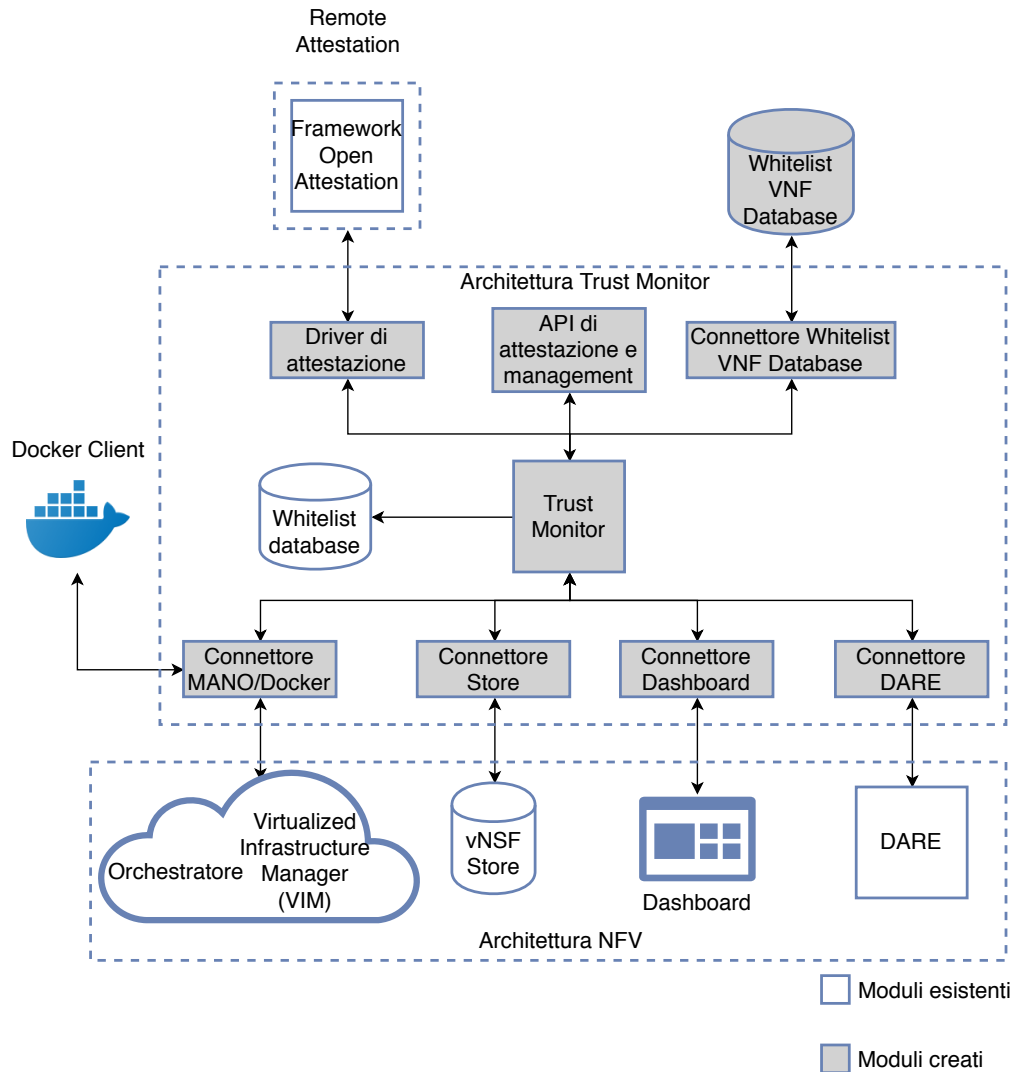 Remote
Attestation
Framework
Open
Attestation
Whitelist
VNF
Database
Architettura Trust Monitor
Driver di
attestazione
API di
attestazione e
management
Connettore Whitelist
VNF Database
Docker Client
Whitelist
database
Trust
Monitor
Connettore
MANO/Docker
Connettore
Store
Connettore
Dashboard
Connettore
DARE
Orchestratore
Virtualized
Infrastructure
Manager
(VIM)
vNSF
Store
Dashboard
DARE
Architettura NFV
Moduli esistenti
Moduli creati